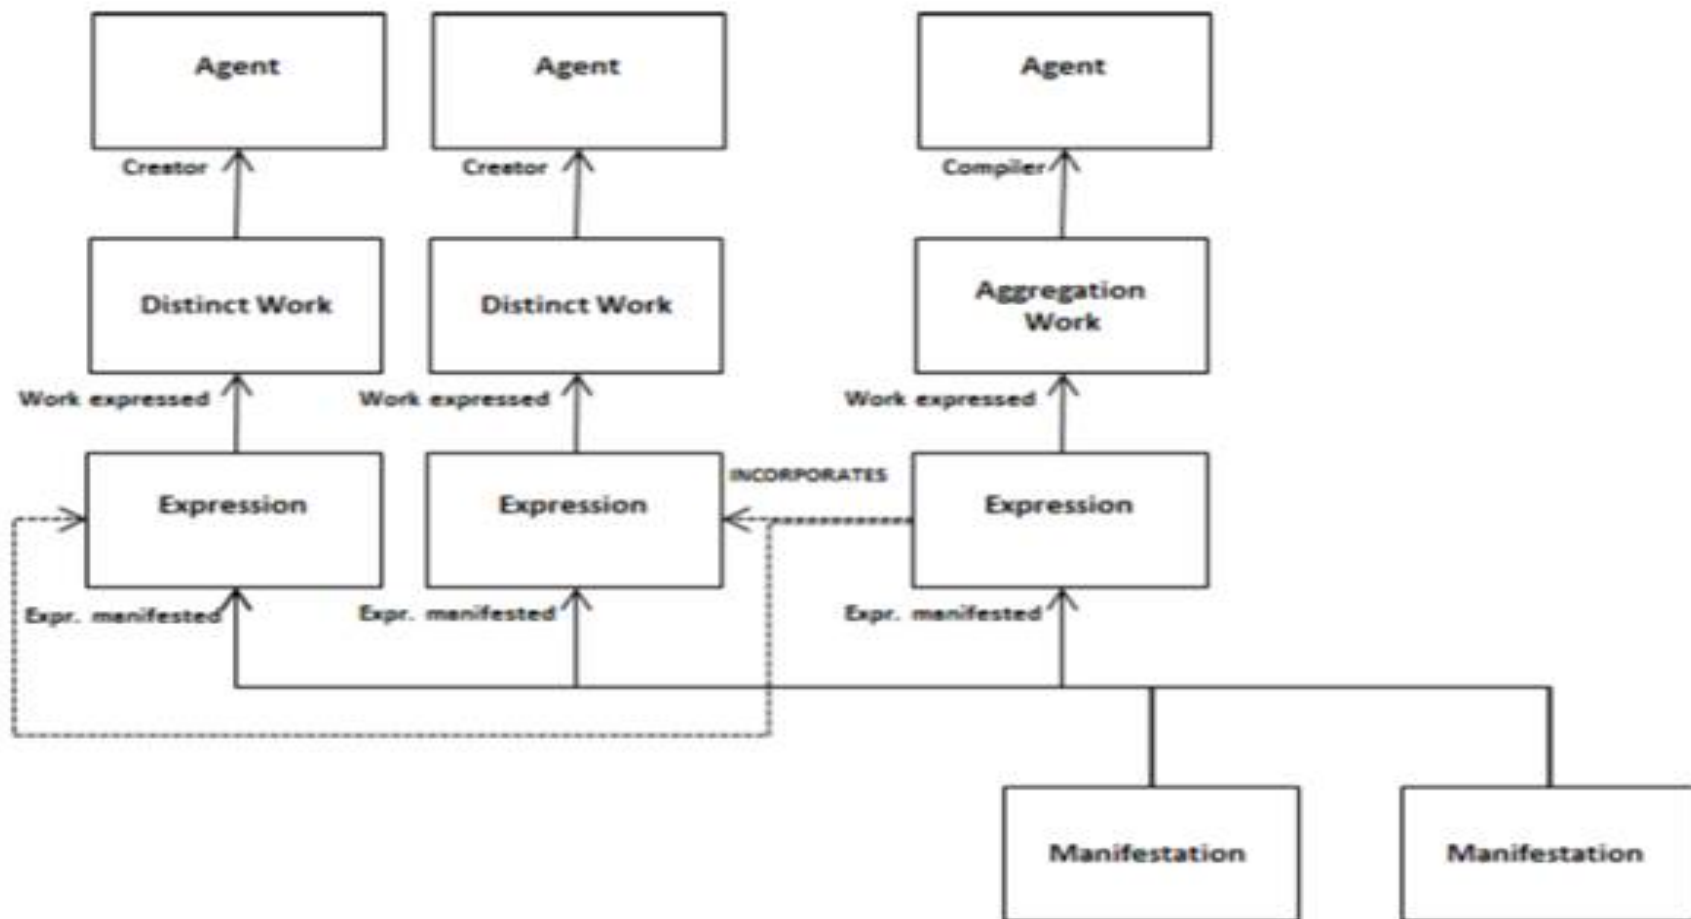 Agent
Agent
Agent
Creator
Creator
Compiler
Distinct Work
Distinct Work
Aggregation
Work
Work expressed
Work expressed
Work expressed
INCORPORATES
Expression
Expression
Expression
Expr. manifested
Expr. manifested
Expr. manifested
Manifestation
Manifestation